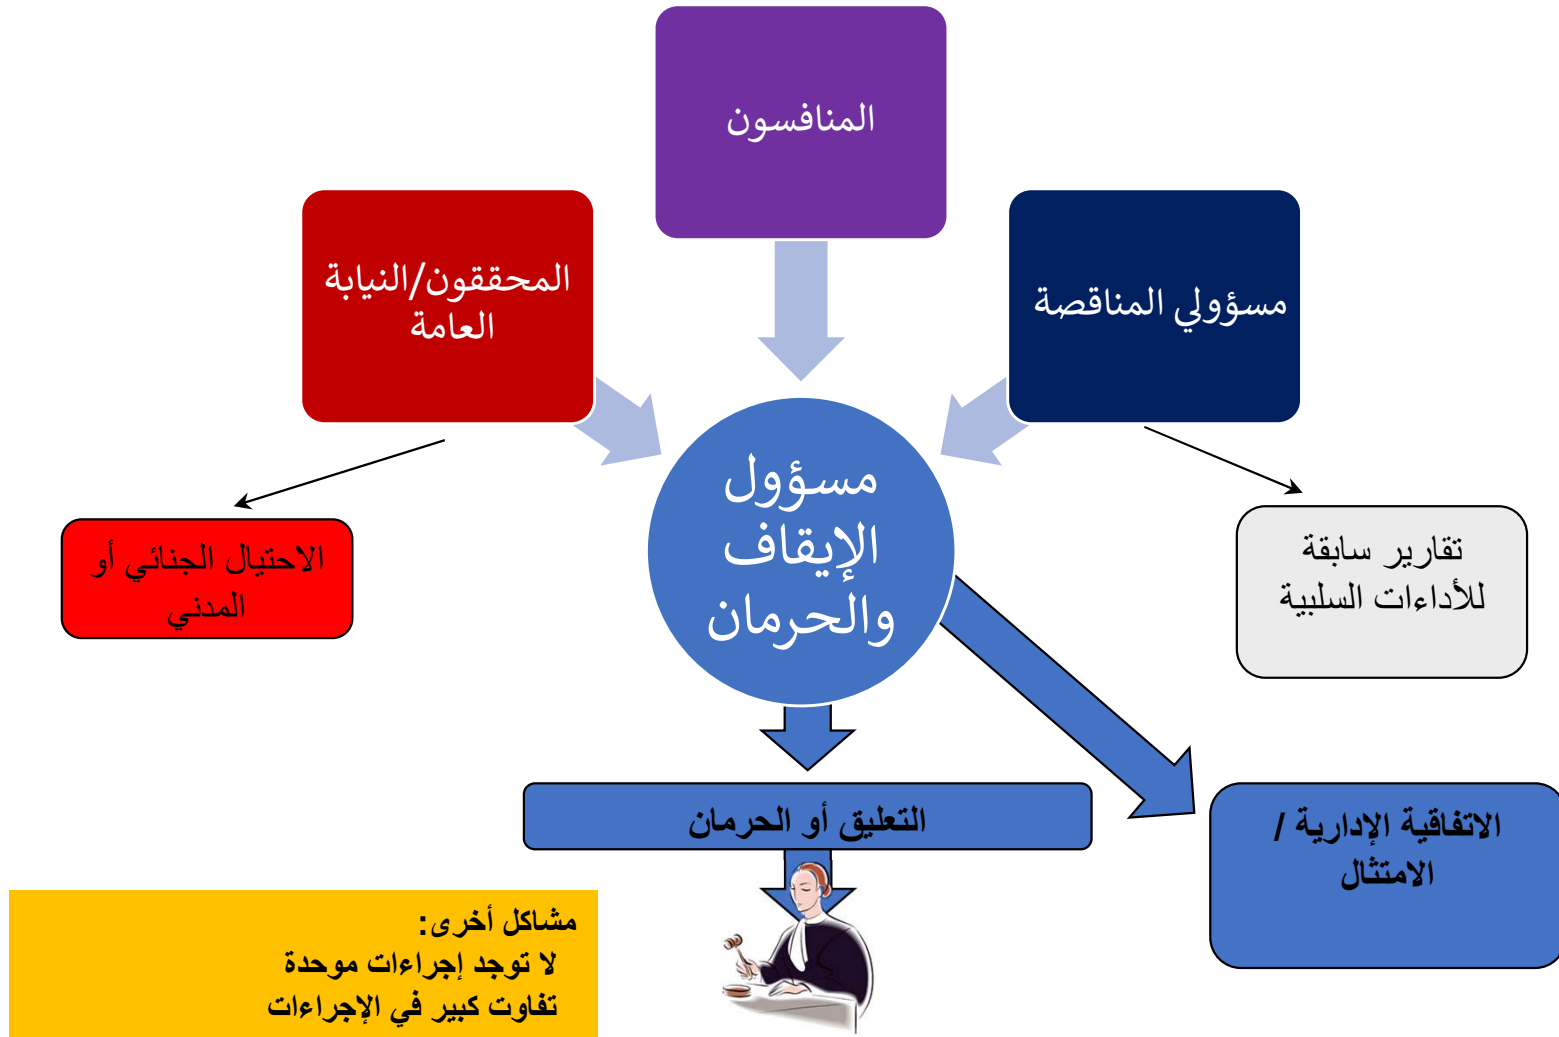 المنافسون
المحققون/النيابة
العامة
مسؤولي المناقصة
مسؤول
الإيقاف
والحرمان
الاحتيال الجنائي أو
المدني
تقارير سابقة
للأداءات السلبية
التعليق أو الحرمان
الاتفاقية الإدارية /
الامتثال
مشاكل أخرى:
لا توجد إجراءات موحدة
تفاوت كبير في الإجراءات